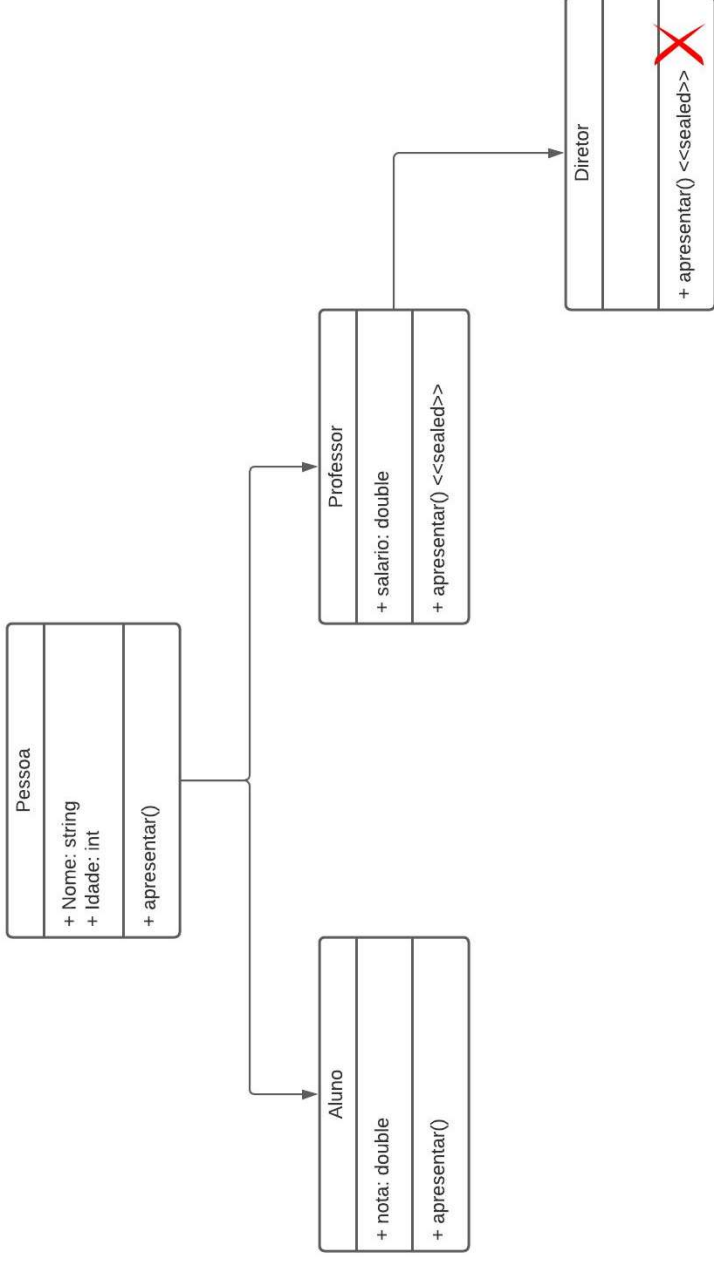 Pessoa
+ Nome: string
+ Idade: int
+ apresentar()
Aluno
+ nota: double
+ apresentar()
Professor
+ salario: double
+ apresentar() <<sealed>>
Diretor
+ apresentar() <<sealed>>